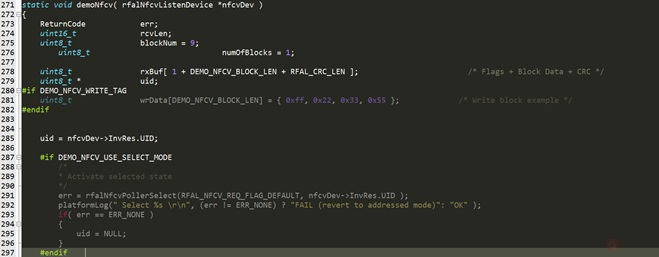 271 static void demoNfcv( rfalNfcvListenDevice *nfcvDev )
272 {
273 ReturnCode err;
274 uint16_t rcvLen;
275 uint8_t blockNum = 9;
276 uint8_t numOfBlocks = 1;
277
278 uint8_t rxBuf[ 1 + DEMO_NFCV_BLOCK_LEN + RFAL_CRC_LEN ]; /* Flags + Block Data + CRC */
279 uint8_t * uid;
280 #if DEMO_NFCV_WRITE_TAG
281 uint8_t wrData[DEMO_NFCV_BLOCK_LEN] = { 0xff, 0x22, 0x33, 0x55 }; /* Write block example */
282 #endif
283
284
285 uid = nfcvDev->InvRes.UID;
286
287 #if DEMO_NFCV_USE_SELECT_MODE
288 /*
289 * Activate selected state
290 */
291 err = rfalNfcvPollerSelect(RFAL_NFCV_REQ_FLAG_DEFAULT, nfcvDev->InvRes.UID );
292 platformLog(" Select %s \r\n", (err != ERR_NONE) ? "FAIL (revert to addressed mode)": "OK" );
293 if( err == ERR_NONE )
294 {
295 uid = NULL;
296 }
297 #endif